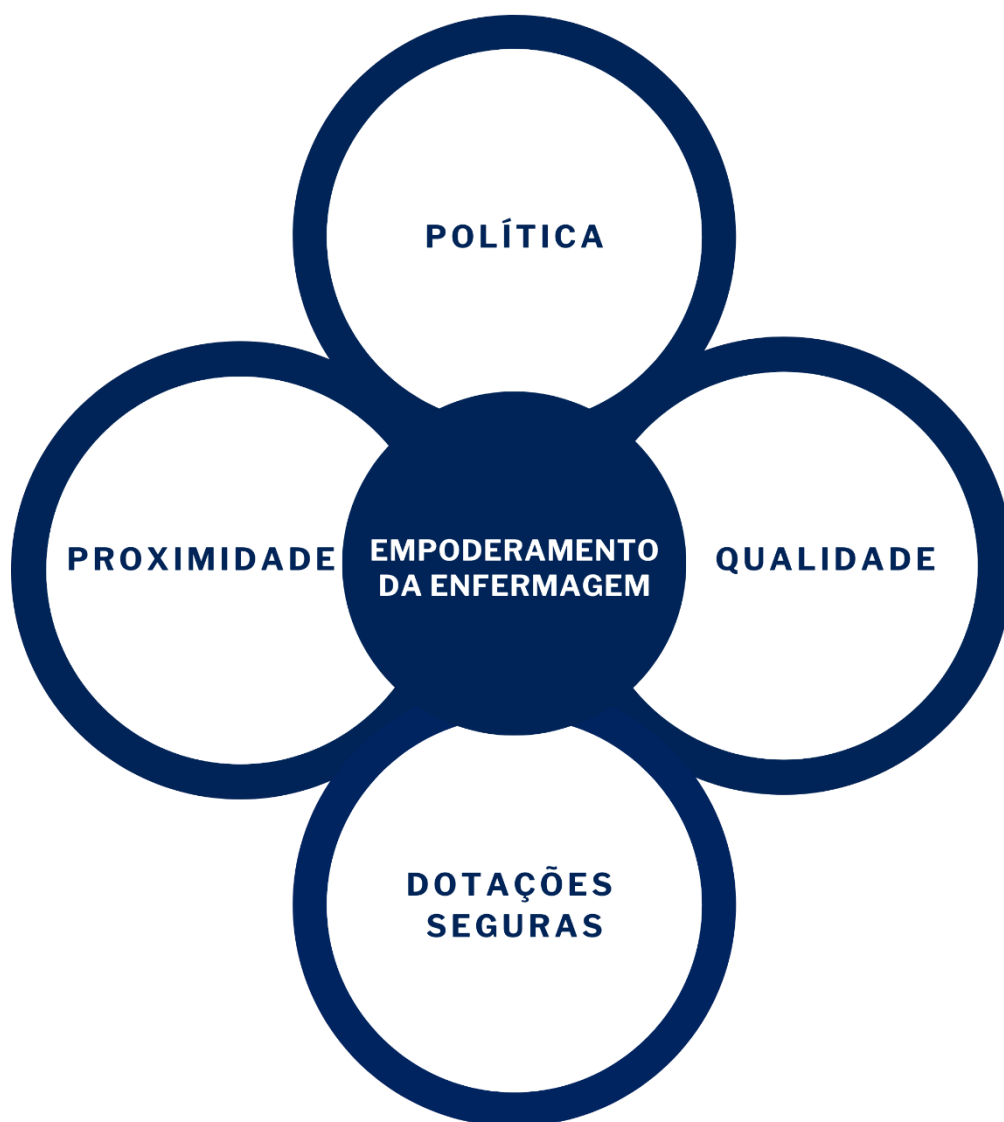 POLÍTICA
PROXIMIDADE
EMPODERAMENTO
DA ENFERMAGEM
QUALIDADE
DOTAÇÕES
SEGURAS